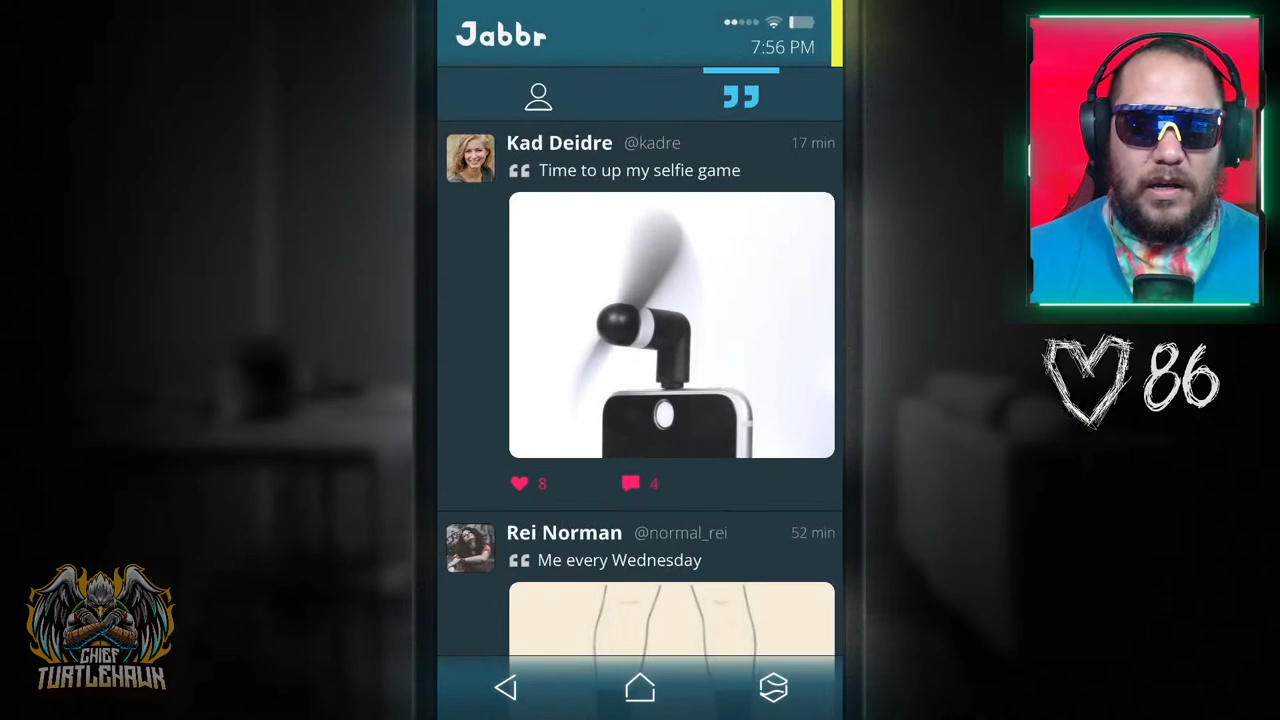 Jabbr
7:56 PM
Kad Deidre @kadre 17 min
Time to up my selfie game
8 4
Rei Norman @normal_rei 52 min
Me every Wednesday
86
CHIEF
TURTLEHAWK